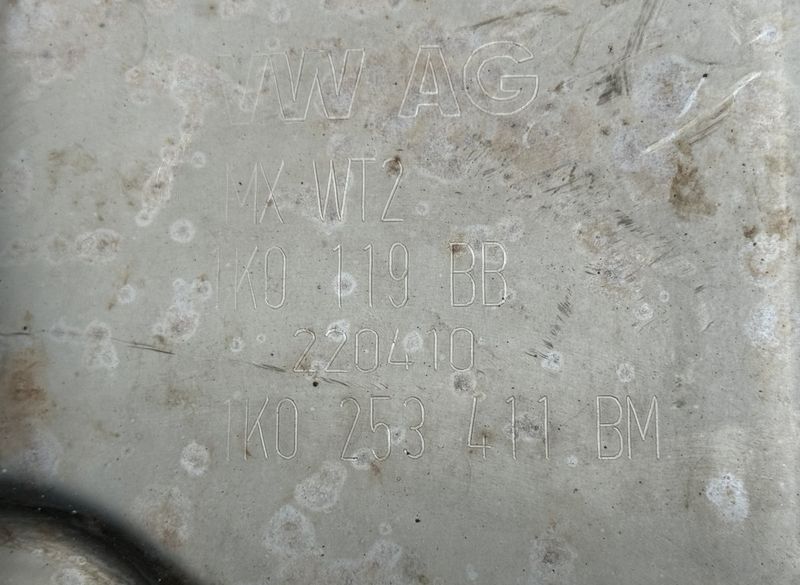 VW AG
MX WT2
1K0 119 BB
220410
1K0 253 411 BM